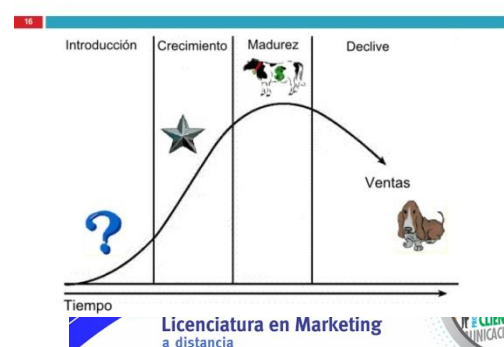 16
Introducción
Crecimiento
Madurez
Declive
$
?
Ventas
Tiempo
Licenciatura en Marketing
a distancia